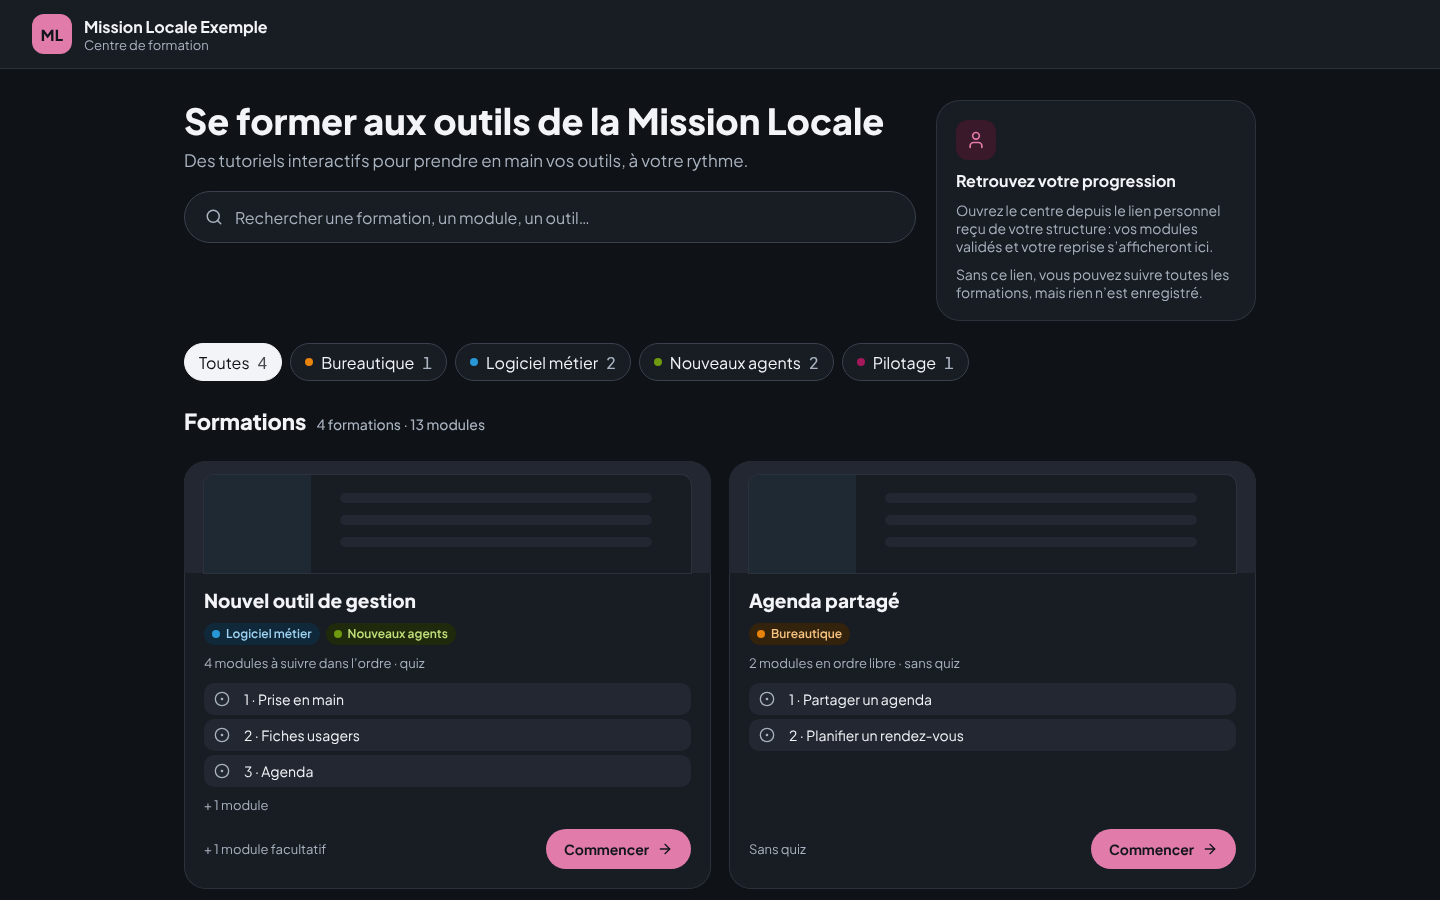 ML
Mission Locale Exemple
Centre de formation
Se former aux outils de la Mission Locale
Des tutoriels interactifs pour prendre en main vos outils, à votre rythme.
Rechercher une formation, un module, un outil…
Retrouvez votre progression
Ouvrez le centre depuis le lien personnel
reçu de votre structure : vos modules
validés et votre reprise s’afficheront ici.
Sans ce lien, vous pouvez suivre toutes les
formations, mais rien n’est enregistré.
Toutes 4
Bureautique 1
Logiciel métier 2
Nouveaux agents 2
Pilotage 1
Formations 4 formations · 13 modules
Nouvel outil de gestion
Logiciel métier
Nouveaux agents
4 modules à suivre dans l’ordre · quiz
1 · Prise en main
2 · Fiches usagers
3 · Agenda
+ 1 module
+ 1 module facultatif
Commencer
Agenda partagé
Bureautique
2 modules en ordre libre · sans quiz
1 · Partager un agenda
2 · Planifier un rendez-vous
Sans quiz
Commencer